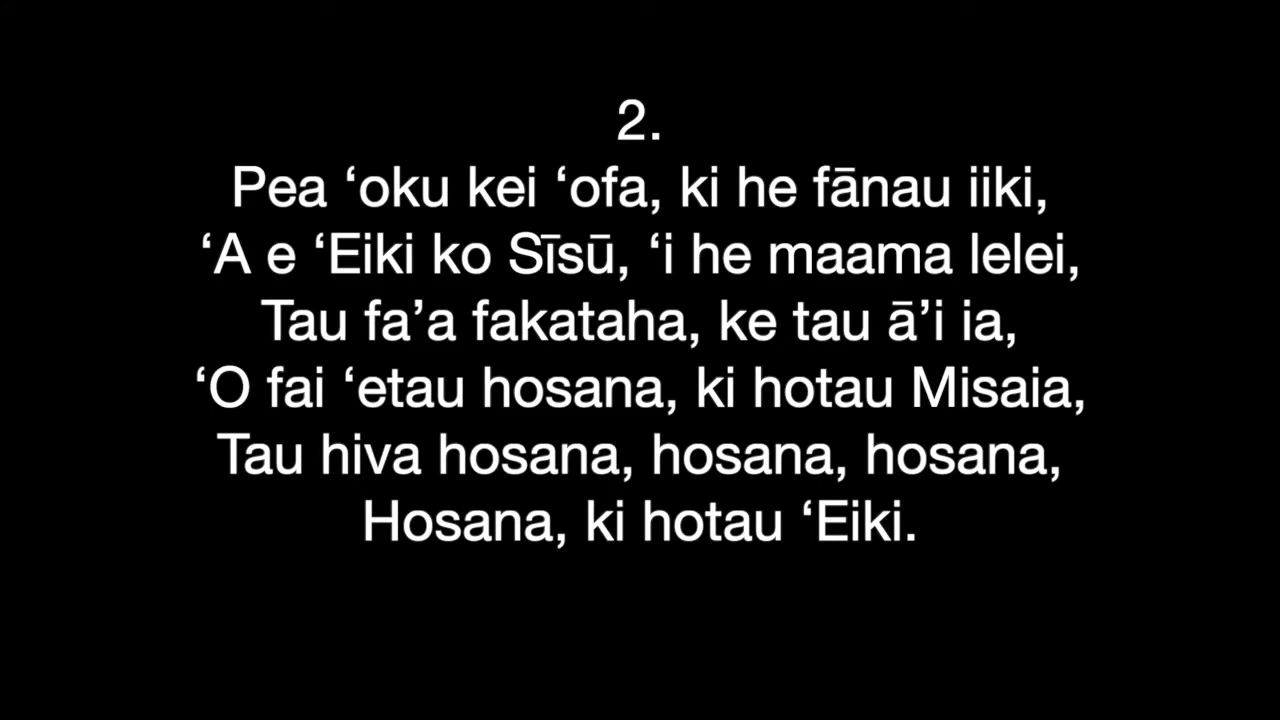 2.
Pea ‘oku kei ‘ofa, ki he fānau iiki,
‘A e ‘Eiki ko Sīsū, ‘i he maama lelei,
Tau fa’a fakataha, ke tau ā’i ia,
‘O fai ‘etau hosana, ki hotau Misaia,
Tau hiva hosana, hosana, hosana,
Hosana, ki hotau ‘Eiki.